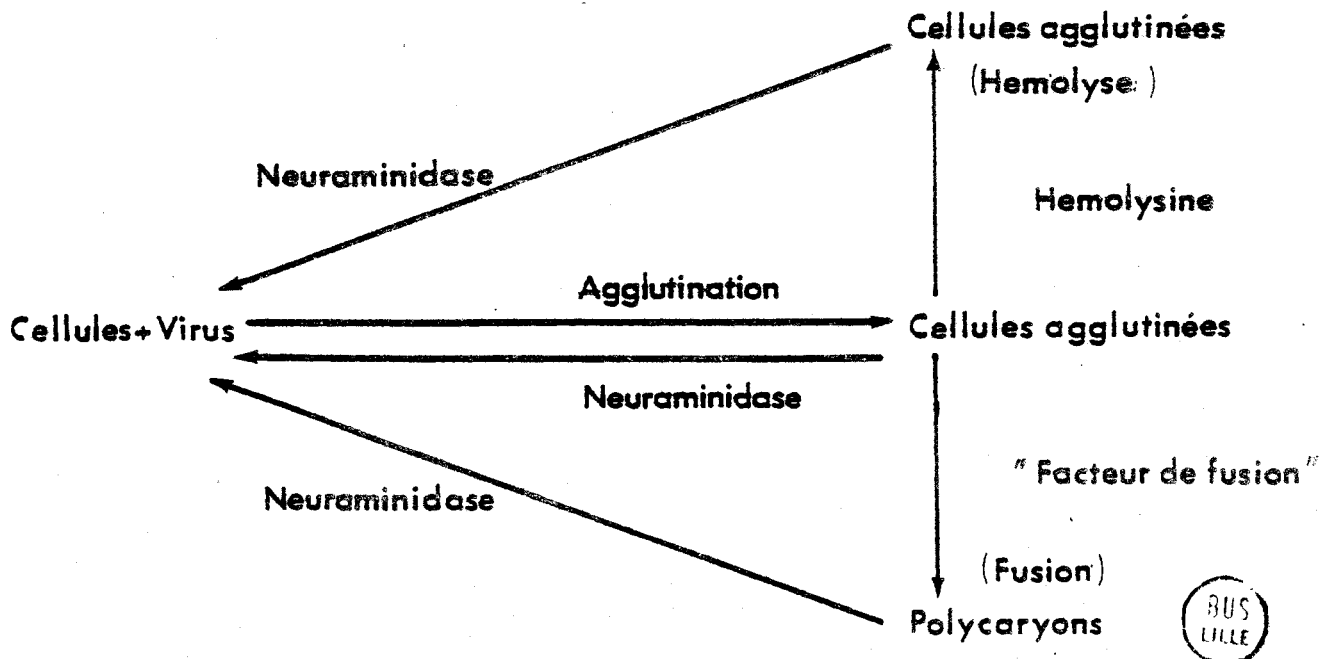 Cellules agglutinées
(Hemolyse)
Neuraminidase
Hemolysine
Agglutination
Cellules+Virus
Cellules agglutinées
Neuraminidase
"Facteur de fusion"
Neuraminidase
(Fusion)
Polycaryons
BUS
LILLE